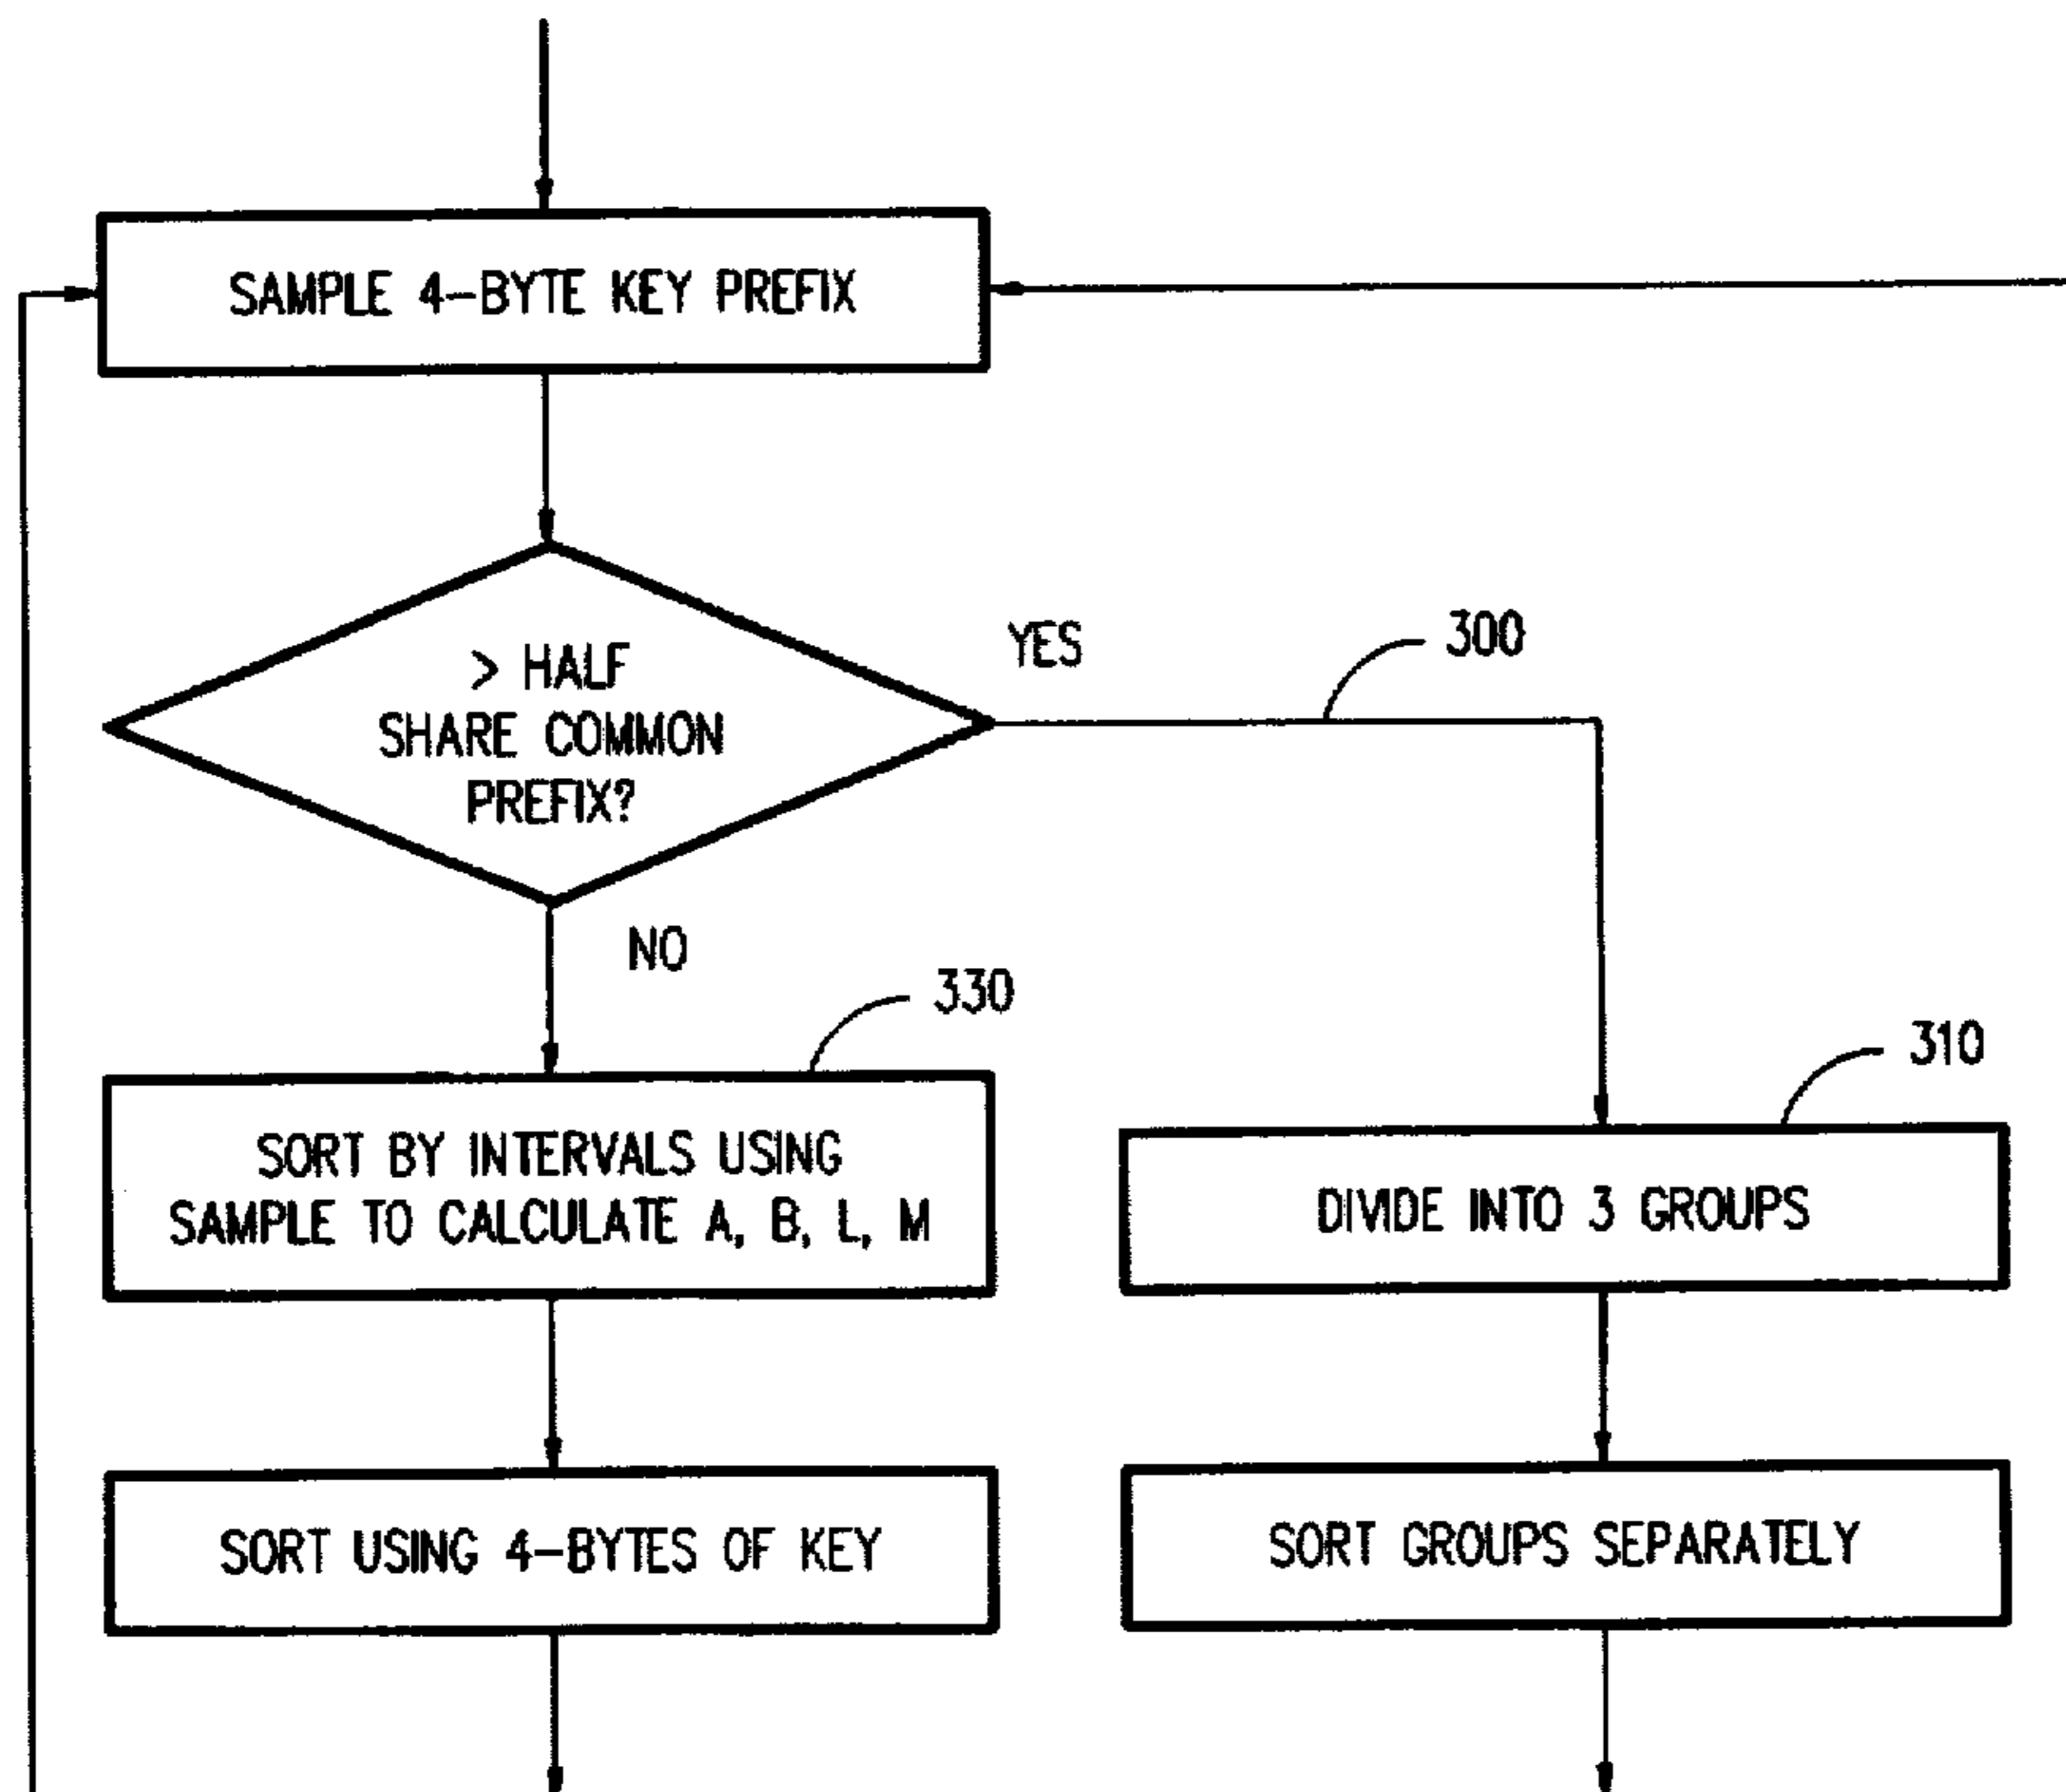 SAMPLE 4-BYTE KEY PREFIX
> HALF
SHARE COMMON
PREFIX?
YES
300
NO
330
310
SORT BY INTERVALS USING
SAMPLE TO CALCULATE A, B, L, M
DIVIDE INTO 3 GROUPS
SORT USING 4-BYTES OF KEY
SORT GROUPS SEPARATELY